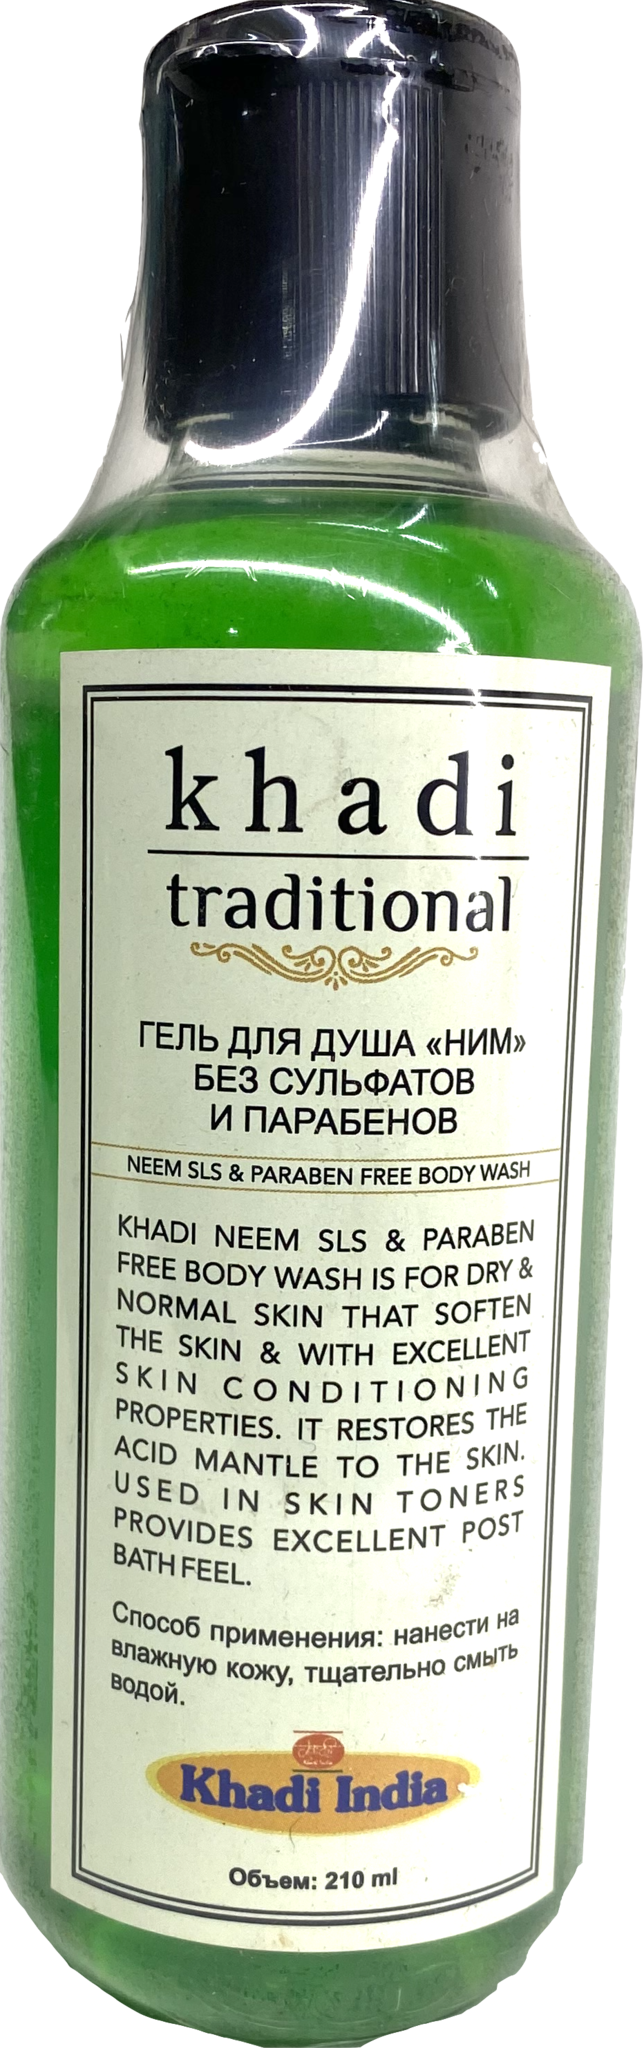 khadi
traditional
ГЕЛЬ ДЛЯ ДУША «НИМ»
БЕЗ СУЛЬФАТОВ
И ПАРАБЕНОВ
NEEM SLS & PARABEN FREE BODY WASH
KHADI NEEM SLS & PARABEN
FREE BODY WASH IS FOR DRY &
NORMAL SKIN THAT SOFTEN
THE SKIN & WITH EXCELLENT
SKIN CONDITIONING
PROPERTIES. IT RESTORES THE
ACID MANTLE TO THE SKIN.
USED IN SKIN TONERS
PROVIDES EXCELLENT POST
BATH FEEL.
Способ применения: нанести на
влажную кожу, тщательно смыть
водой.
Khadi India
Объем: 210 ml